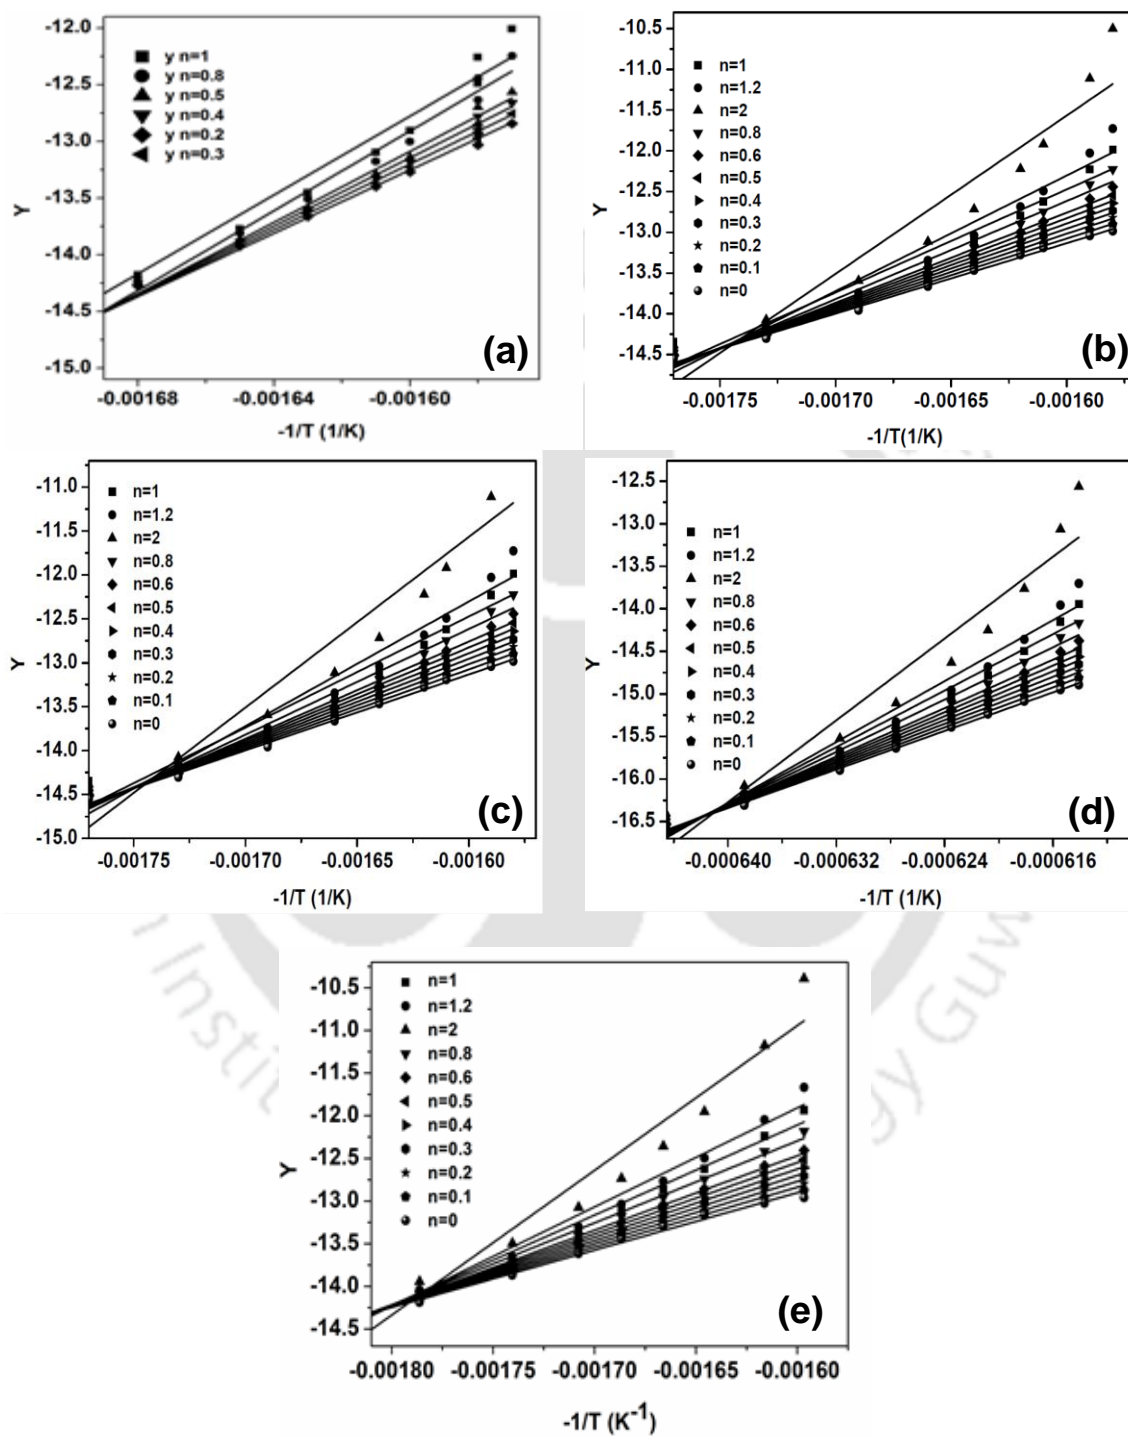 -12.0
-12.5
-13.0
-13.5
-14.0
-14.5
-15.0
Y
y n=1
y n=0.8
y n=0.5
y n=0.4
y n=0.2
y n=0.3
(a)
-0.00168 -0.00164 -0.00160
-1/T (1/K)
-10.5
-11.0
-11.5
-12.0
-12.5
-13.0
-13.5
-14.0
-14.5
Y
n=1
n=1.2
n=2
n=0.8
n=0.6
n=0.5
n=0.4
n=0.3
n=0.2
n=0.1
n=0
(b)
-0.00175 -0.00170 -0.00165 -0.00160
-1/T(1/K)
-11.0
-11.5
-12.0
-12.5
-13.0
-13.5
-14.0
-14.5
-15.0
Y
n=1
n=1.2
n=2
n=0.8
n=0.6
n=0.5
n=0.4
n=0.3
n=0.2
n=0.1
n=0
(c)
-0.00175 -0.00170 -0.00165 -0.00160
-1/T (1/K)
-12.5
-13.0
-13.5
-14.0
-14.5
-15.0
-15.5
-16.0
-16.5
Y
n=1
n=1.2
n=2
n=0.8
n=0.6
n=0.5
n=0.4
n=0.3
n=0.2
n=0.1
n=0
(d)
-0.000640 -0.000632 -0.000624 -0.000616
-1/T (1/K)
-10.5
-11.0
-11.5
-12.0
-12.5
-13.0
-13.5
-14.0
-14.5
Y
n=1
n=1.2
n=2
n=0.8
n=0.6
n=0.5
n=0.4
n=0.3
n=0.2
n=0.1
n=0
(e)
-0.00180 -0.00175 -0.00170 -0.00165 -0.00160
-1/T (K⁻¹)